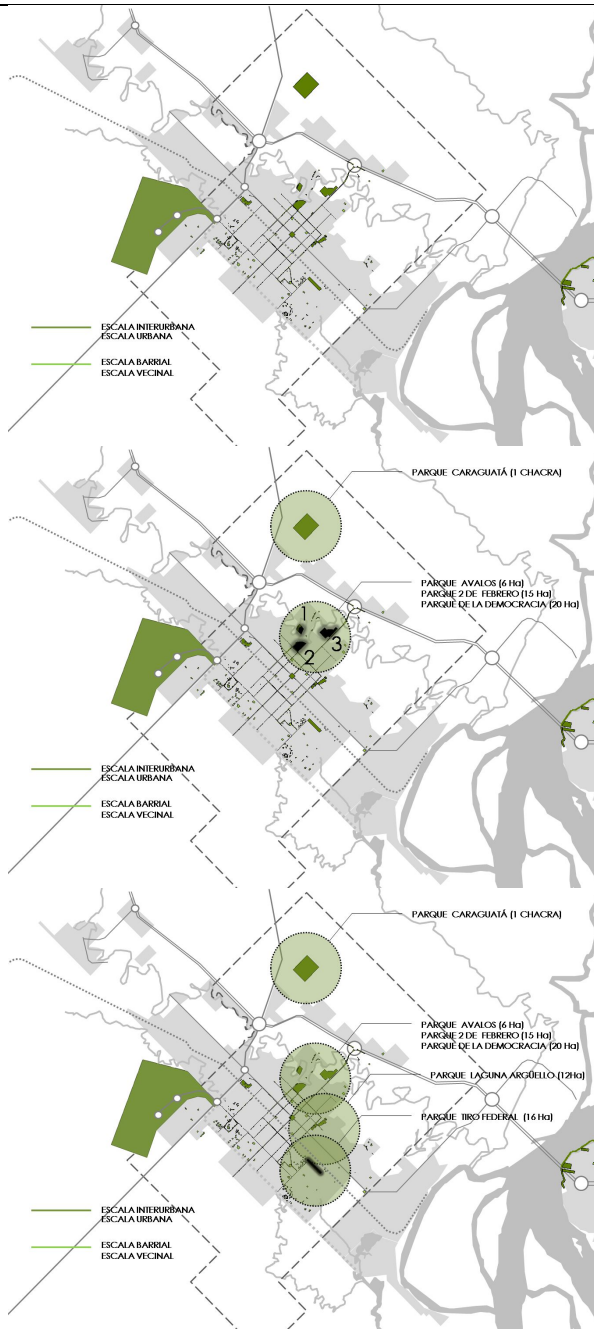 ESCALA INTERURBANA
ESCALA URBANA
ESCALA BARRIAL
ESCALA VECINAL
PARQUE CARAGUATÁ (1 CHACRA)
PARQUE AVALOS (6 Ha)
PARQUE 2 DE FEBRERO (15 Ha)
PARQUE DE LA DEMOCRACIA (20 Ha)
1
2
3
ESCALA INTERURBANA
ESCALA URBANA
ESCALA BARRIAL
ESCALA VECINAL
PARQUE CARAGUATÁ (1 CHACRA)
PARQUE AVALOS (6 Ha)
PARQUE 2 DE FEBRERO (15 Ha)
PARQUE DE LA DEMOCRACIA (20 Ha)
PARQUE LAGUNA ARGÜELLO (12Ha)
PARQUE TIRO FEDERAL (16 Ha)
ESCALA INTERURBANA
ESCALA URBANA
ESCALA BARRIAL
ESCALA VECINAL